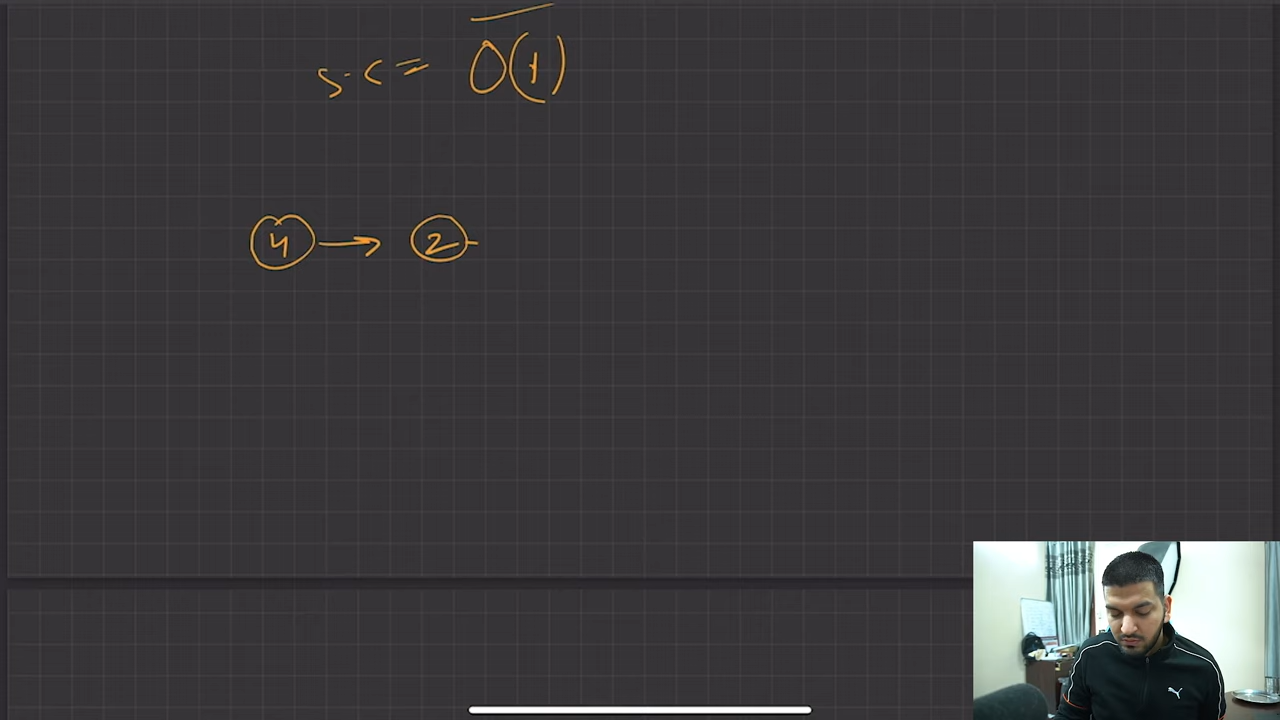 S.C = O(1)
4 → 2